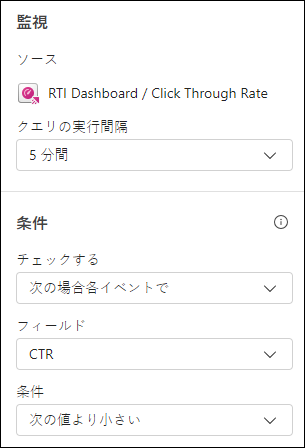 監視
ソース
RTI Dashboard / Click Through Rate
クエリの実行間隔
5 分間
条件
チェックする
次の場合各イベントで
フィールド
CTR
条件
次の値より小さい